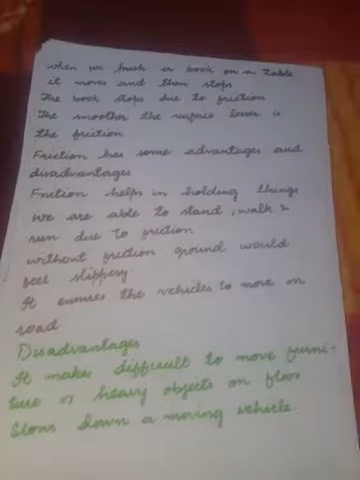 when we push a book on a table
it moves and then stops
The book stops due to friction
The smoother the surface lesser is
the friction
Friction has some advantages and
disadvantages
Friction helps in holding things
we are able to stand, walk &
run due to friction
without friction ground would
feel slippery
It ensures the vehicles to move on
road
Disadvantages
It makes difficult to move furni-
ture or heavy objects on floor
Slows down a moving vehicle.